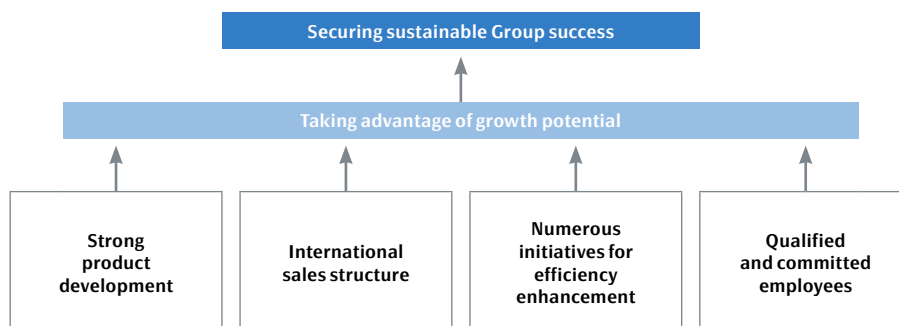 Securing sustainable Group success
Taking advantage of growth potential
Strong
product
development
International
sales structure
Numerous
initiatives for
efficiency
enhancement
Qualified
and committed
employees